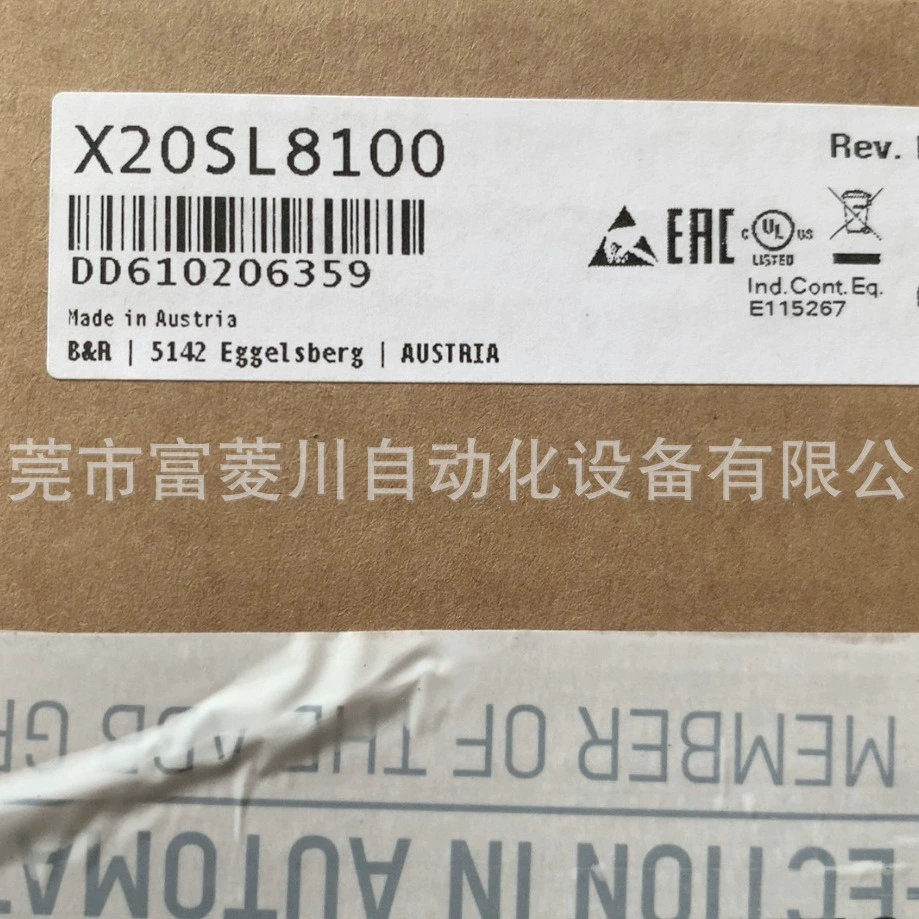 X20SL8100
Rev.
DD610206359
EAC
C UL US
LISTED
Ind.Cont.Eq.
E115267
Made in Austria
B&R | 5142 Eggelsberg | AUSTRIA
莞市富菱川自动化设备有限公
MEMBER OF THE ABB GR
ECTION IN AUTOMAT